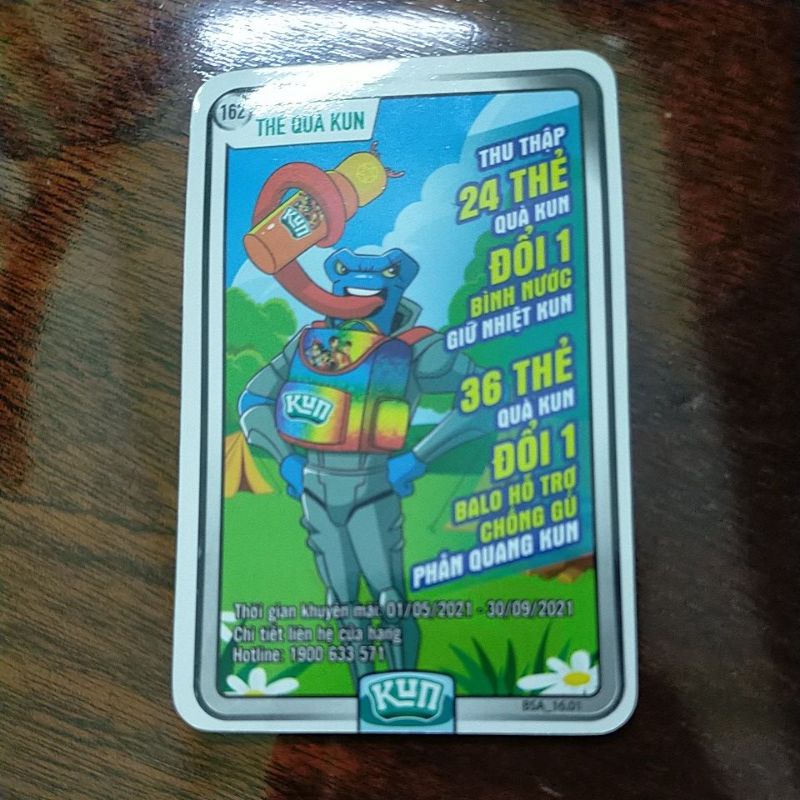 162
THẺ QUÀ KUN
THU THẬP
24 THẺ
QUÀ KUN
ĐỔI 1
BÌNH NƯỚC
GIỮ NHIỆT KUN
36 THẺ
QUÀ KUN
ĐỔI 1
BALO HỖ TRỢ
CHỐNG GÙ
PHẢN QUANG KUN
KUN
KUN
Thời gian khuyến mãi: 01/05/2021 - 30/09/2021
Chi tiết liên hệ cửa hàng
Hotline: 1900 633 571
KUN
BSA_16.01